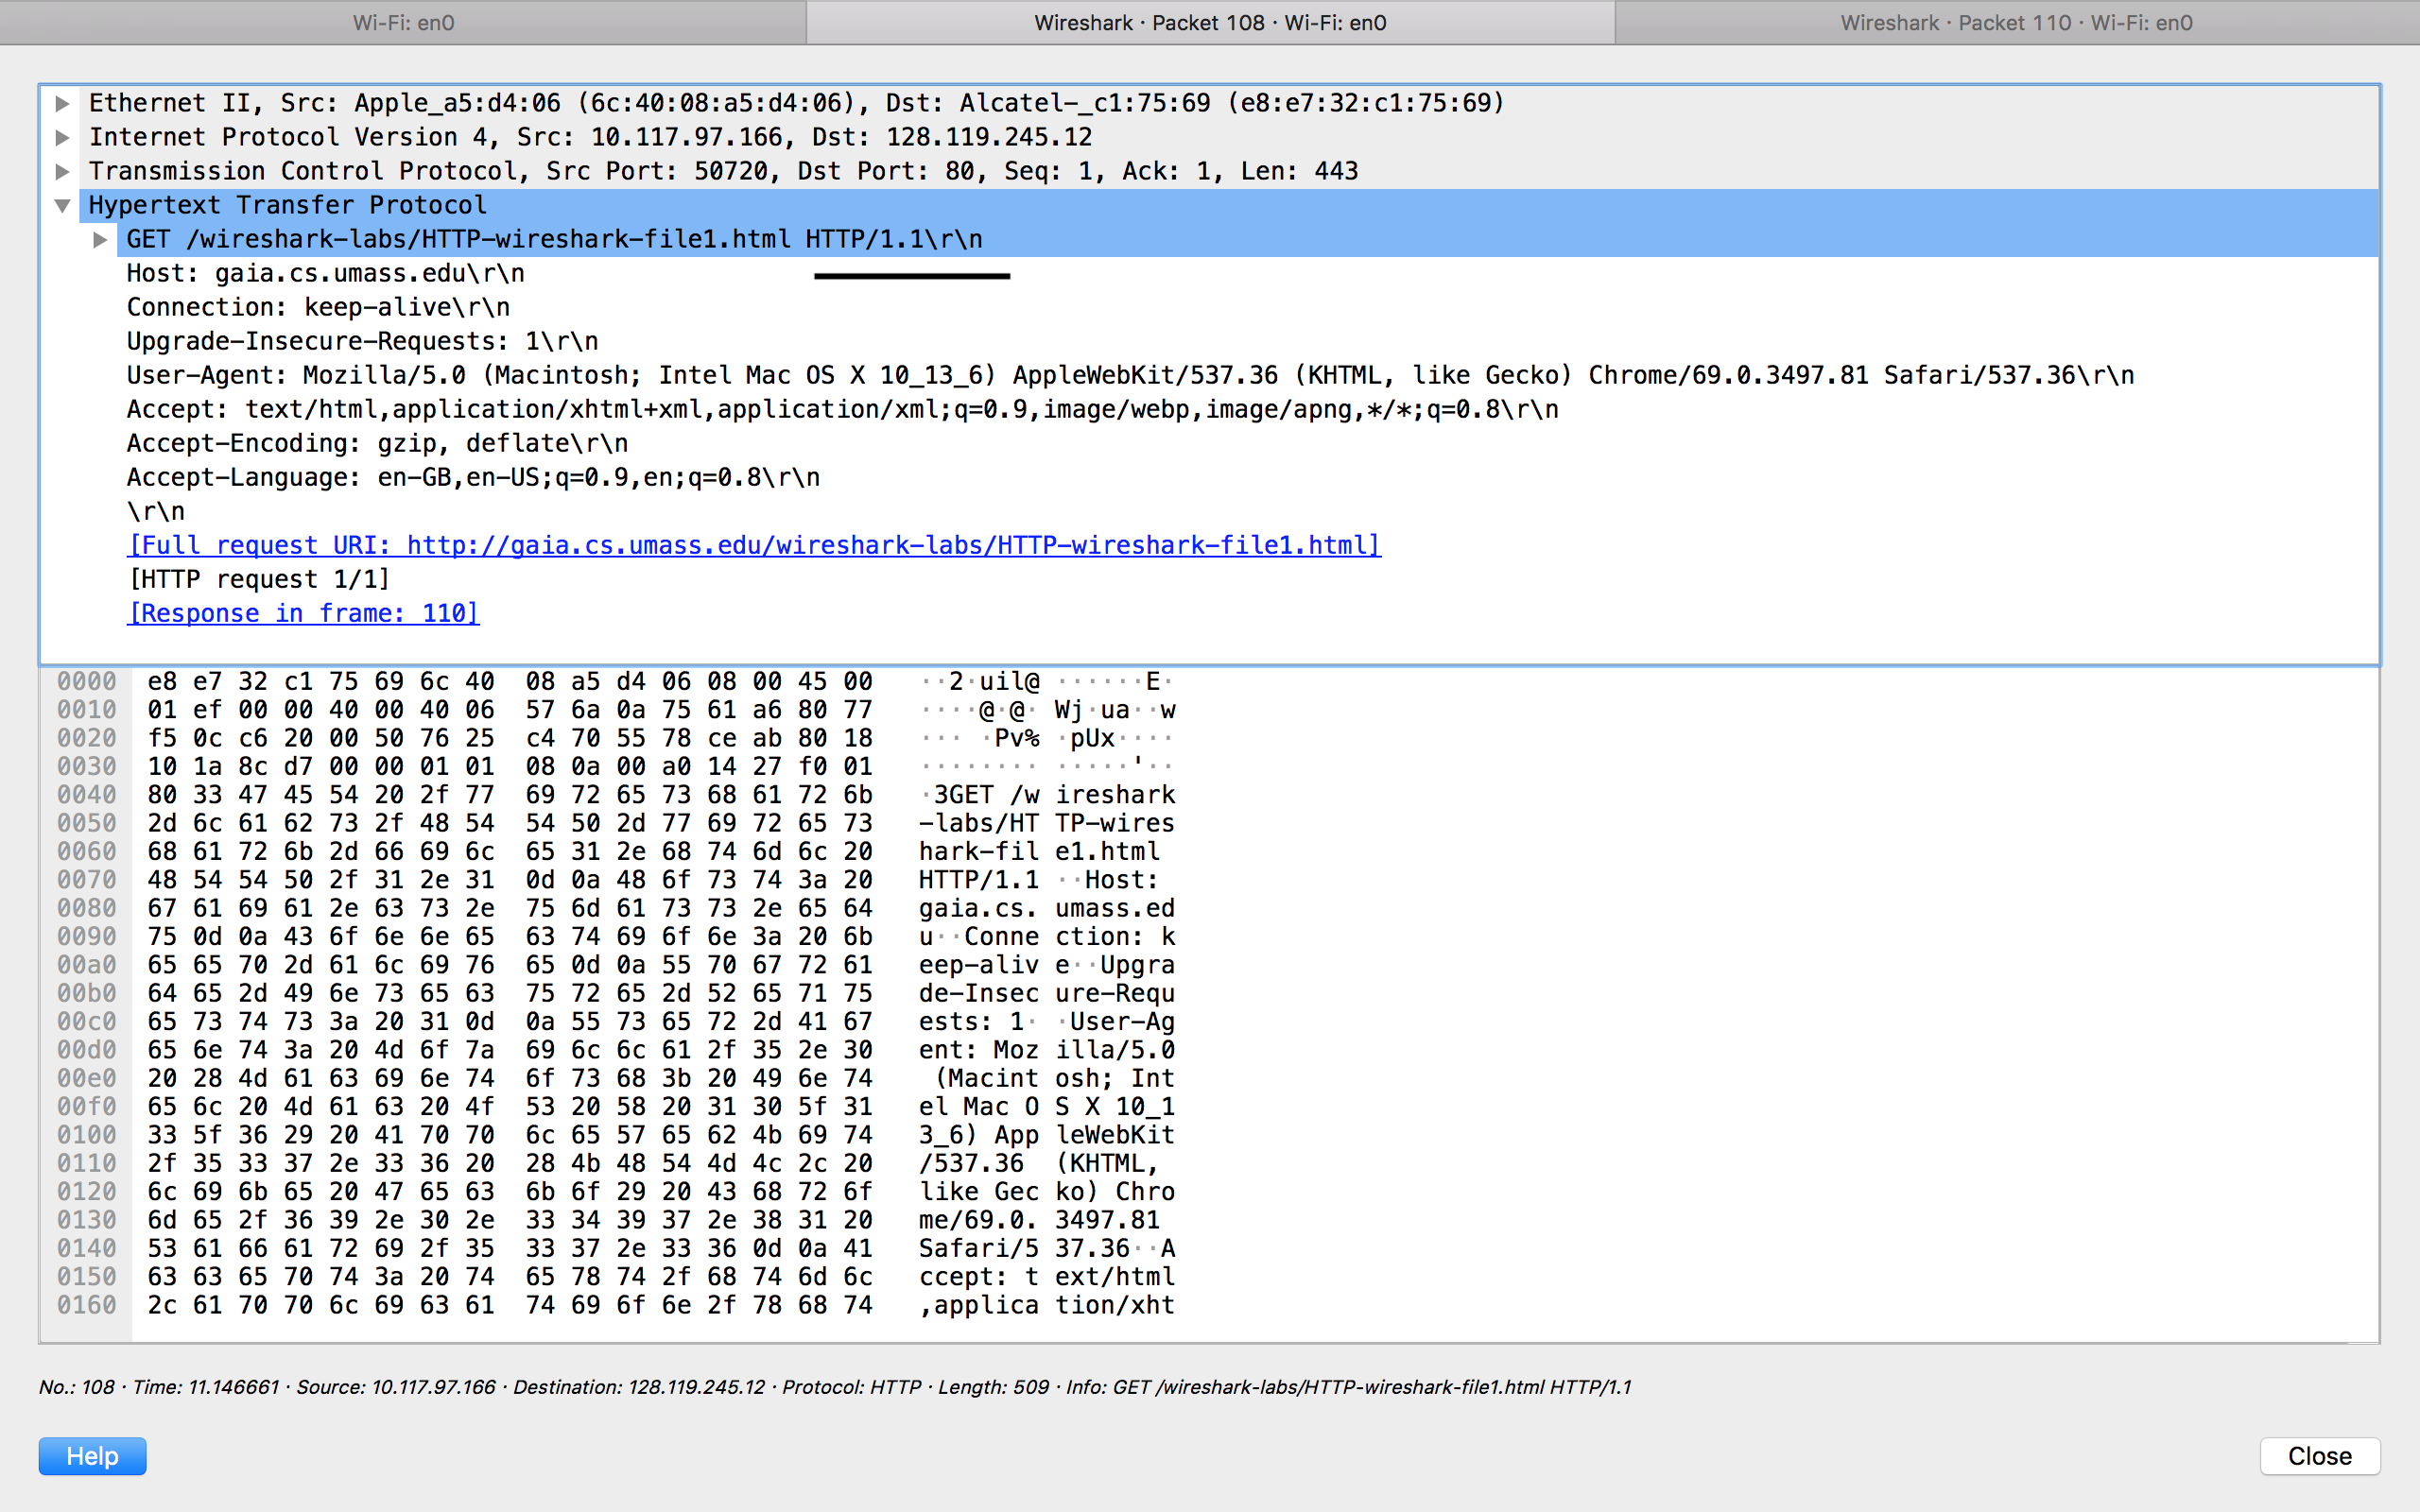 Wi-Fi: en0
Wireshark · Packet 108 · Wi-Fi: en0
Wireshark · Packet 110 · Wi-Fi: en0
Ethernet II, Src: Apple_a5:d4:06 (6c:40:08:a5:d4:06), Dst: Alcatel-_c1:75:69 (e8:e7:32:c1:75:69)
Internet Protocol Version 4, Src: 10.117.97.166, Dst: 128.119.245.12
Transmission Control Protocol, Src Port: 50720, Dst Port: 80, Seq: 1, Ack: 1, Len: 443
Hypertext Transfer Protocol
GET /wireshark-labs/HTTP-wireshark-file1.html HTTP/1.1\r\n
Host: gaia.cs.umass.edu\r\n
Connection: keep-alive\r\n
Upgrade-Insecure-Requests: 1\r\n
User-Agent: Mozilla/5.0 (Macintosh; Intel Mac OS X 10_13_6) AppleWebKit/537.36 (KHTML, like Gecko) Chrome/69.0.3497.81 Safari/537.36\r\n
Accept: text/html,application/xhtml+xml,application/xml;q=0.9,image/webp,image/apng,*/*;q=0.8\r\n
Accept-Encoding: gzip, deflate\r\n
Accept-Language: en-GB,en-US;q=0.9,en;q=0.8\r\n
\r\n
[Full request URI: http://gaia.cs.umass.edu/wireshark-labs/HTTP-wireshark-file1.html]
[HTTP request 1/1]
[Response in frame: 110]
0000 e8 e7 32 c1 75 69 6c 40 08 a5 d4 06 08 00 45 00 ··2·uil@ ······E·
0010 01 ef 00 00 40 00 40 06 57 6a 0a 75 61 a6 80 77 ····@·@· Wj·ua··w
0020 f5 0c c6 20 00 50 76 25 c4 70 55 78 ce ab 80 18 ··· ·Pv% ·pUx····
0030 10 1a 8c d7 00 00 01 01 08 0a 00 a0 14 27 f0 01 ········ ·····'··
0040 80 33 47 45 54 20 2f 77 69 72 65 73 68 61 72 6b ·3GET /w ireshark
0050 2d 6c 61 62 73 2f 48 54 54 50 2d 77 69 72 65 73 -labs/HT TP-wires
0060 68 61 72 6b 2d 66 69 6c 65 31 2e 68 74 6d 6c 20 hark-fil e1.html
0070 48 54 54 50 2f 31 2e 31 0d 0a 48 6f 73 74 3a 20 HTTP/1.1 ··Host:
0080 67 61 69 61 2e 63 73 2e 75 6d 61 73 73 2e 65 64 gaia.cs. umass.ed
0090 75 0d 0a 43 6f 6e 6e 65 63 74 69 6f 6e 3a 20 6b u··Conne ction: k
00a0 65 65 70 2d 61 6c 69 76 65 0d 0a 55 70 67 72 61 eep-aliv e··Upgra
00b0 64 65 2d 49 6e 73 65 63 75 72 65 2d 52 65 71 75 de-Insec ure-Requ
00c0 65 73 74 73 3a 20 31 0d 0a 55 73 65 72 2d 41 67 ests: 1· ·User-Ag
00d0 65 6e 74 3a 20 4d 6f 7a 69 6c 6c 61 2f 35 2e 30 ent: Moz illa/5.0
00e0 20 28 4d 61 63 69 6e 74 6f 73 68 3b 20 49 6e 74 (Macint osh; Int
00f0 65 6c 20 4d 61 63 20 4f 53 20 58 20 31 30 5f 31 el Mac O S X 10_1
0100 33 5f 36 29 20 41 70 70 6c 65 57 65 62 4b 69 74 3_6) App leWebKit
0110 2f 35 33 37 2e 33 36 20 28 4b 48 54 4d 4c 2c 20 /537.36 (KHTML,
0120 6c 69 6b 65 20 47 65 63 6b 6f 29 20 43 68 72 6f like Gec ko) Chro
0130 6d 65 2f 36 39 2e 30 2e 33 34 39 37 2e 38 31 20 me/69.0. 3497.81
0140 53 61 66 61 72 69 2f 35 33 37 2e 33 36 0d 0a 41 Safari/5 37.36··A
0150 63 63 65 70 74 3a 20 74 65 78 74 2f 68 74 6d 6c ccept: t ext/html
0160 2c 61 70 70 6c 69 63 61 74 69 6f 6e 2f 78 68 74 ,applica tion/xht
No.: 108 · Time: 11.146661 · Source: 10.117.97.166 · Destination: 128.119.245.12 · Protocol: HTTP · Length: 509 · Info: GET /wireshark-labs/HTTP-wireshark-file1.html HTTP/1.1
Help
Close